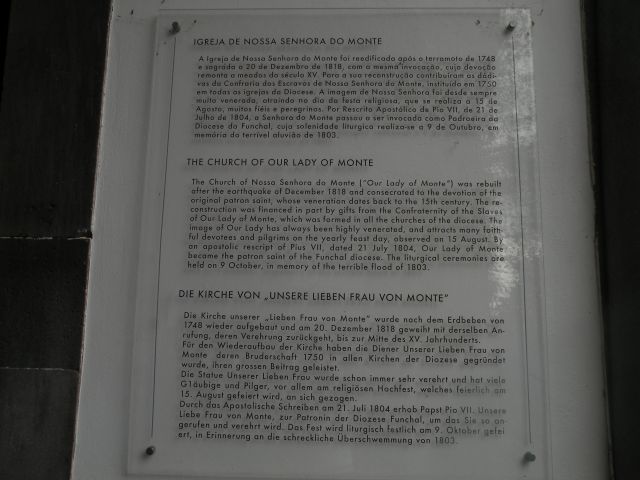 IGREJA DE NOSSA SENHORA DO MONTE
A Igreja de Nossa Senhora do Monte foi reedificada após o terramoto de 1748
e sagrada a 20 de Dezembro de 1818, com a mesma invocação, cuja devoção
remonta a meados do século XV. Para a sua reconstrução contribuíram as dádi-
vas da Confraria dos Escravos de Nossa Senhora do Monte, instituída em 1750
em todas as igrejas da Diocese. A imagem de Nossa Senhora foi desde sempre
muito venerada, atraindo no dia da festa religiosa, que se realiza a 15 de
Agosto, muitos fiéis e peregrinos. Por Rescrito Apostólico de Pio VII, de 21 de
Julho de 1804, a Senhora do Monte passou a ser invocada como Padroeira da
Diocese do Funchal, cuja solenidade litúrgica realiza-se a 9 de Outubro, em
memória do terrível aluvião de 1803.
THE CHURCH OF OUR LADY OF MONTE
The Church of Nossa Senhora do Monte ("Our Lady of Monte") was rebuilt
after the earthquake of December 1818 and consecrated to the devotion of the
original patron saint, whose veneration dates back to the 15th century. The re-
construction was financed in part by gifts from the Confraternity of the Slaves
of Our Lady of Monte, which was formed in all the churches of the diocese. The
image of Our Lady has always been highly venerated, and attracts many faith-
ful devotees and pilgrims on the yearly feast day, observed on 15 August. By
an apostolic rescript of Pius VII, dated 21 July 1804, Our Lady of Monte
became the patron saint of the Funchal diocese. The liturgical ceremonies are
held on 9 October, in memory of the terrible flood of 1803.
DIE KIRCHE VON „UNSERE LIEBEN FRAU VON MONTE"
Die Kirche unserer „Lieben Frau von Monte" wurde nach dem Erdbeben von
1748 wieder aufgebaut und am 20. Dezember 1818 geweiht mit derselben An-
rufung, deren Verehrung zurückgeht, bis zur Mitte des XV. Jahrhunderts.
Für den Wiederaufbau der Kirche haben die Diener Unserer Lieben Frau von
Monte deren Bruderschaft 1750 in allen Kirchen der Diozese gegründet
wurde, ihren grossen Beitrag geleistet.
Die Statue Unserer Lieben Frau wurde schon immer sehr verehrt und hat viele
Gläubige und Pilger, vor allem am religiösen Hochfest, welches feierlich am
15. August gefeiert wird, an sich gezogen.
Durch das Apostolische Schreiben am 21. Juli 1804 erhab Papst Pio VII. Unsere
Liebe Frau von Monte, zur Patronin der Diozese Funchal, um das Sie so an-
gerufen und verehrt wird. Das Fest wird liturgisch festlich am 9. Oktober gefei
ert, in Erinnerung an die schreckliche Überschwemmung von 1803.